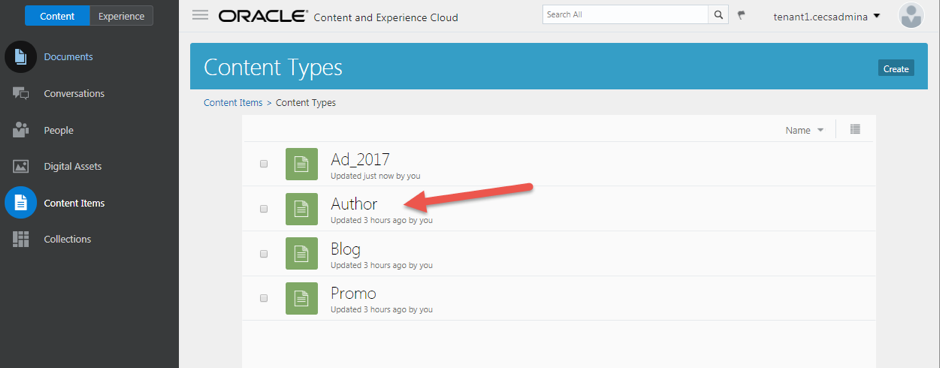 Content Experience
ORACLE® Content and Experience Cloud
Search All
tenant1.cecsadmina
Documents
Conversations
People
Digital Assets
Content Items
Collections
Content Types
Create
Content Items > Content Types
Name
Ad_2017
Updated just now by you
Author
Updated 3 hours ago by you
Blog
Updated 3 hours ago by you
Promo
Updated 3 hours ago by you